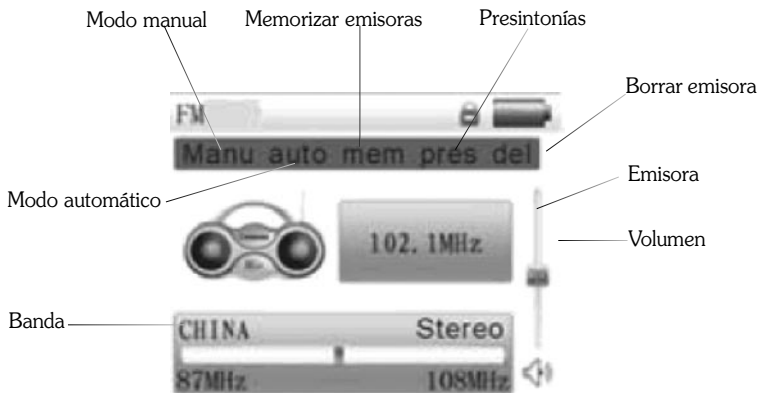 Modo manual
Memorizar emisoras
Presintonías
Borrar emisora
FM
Manu auto mem pres del
Emisora
Modo automático
102.1MHz
Volumen
Banda
CHINA Stereo
87MHz 108MHz